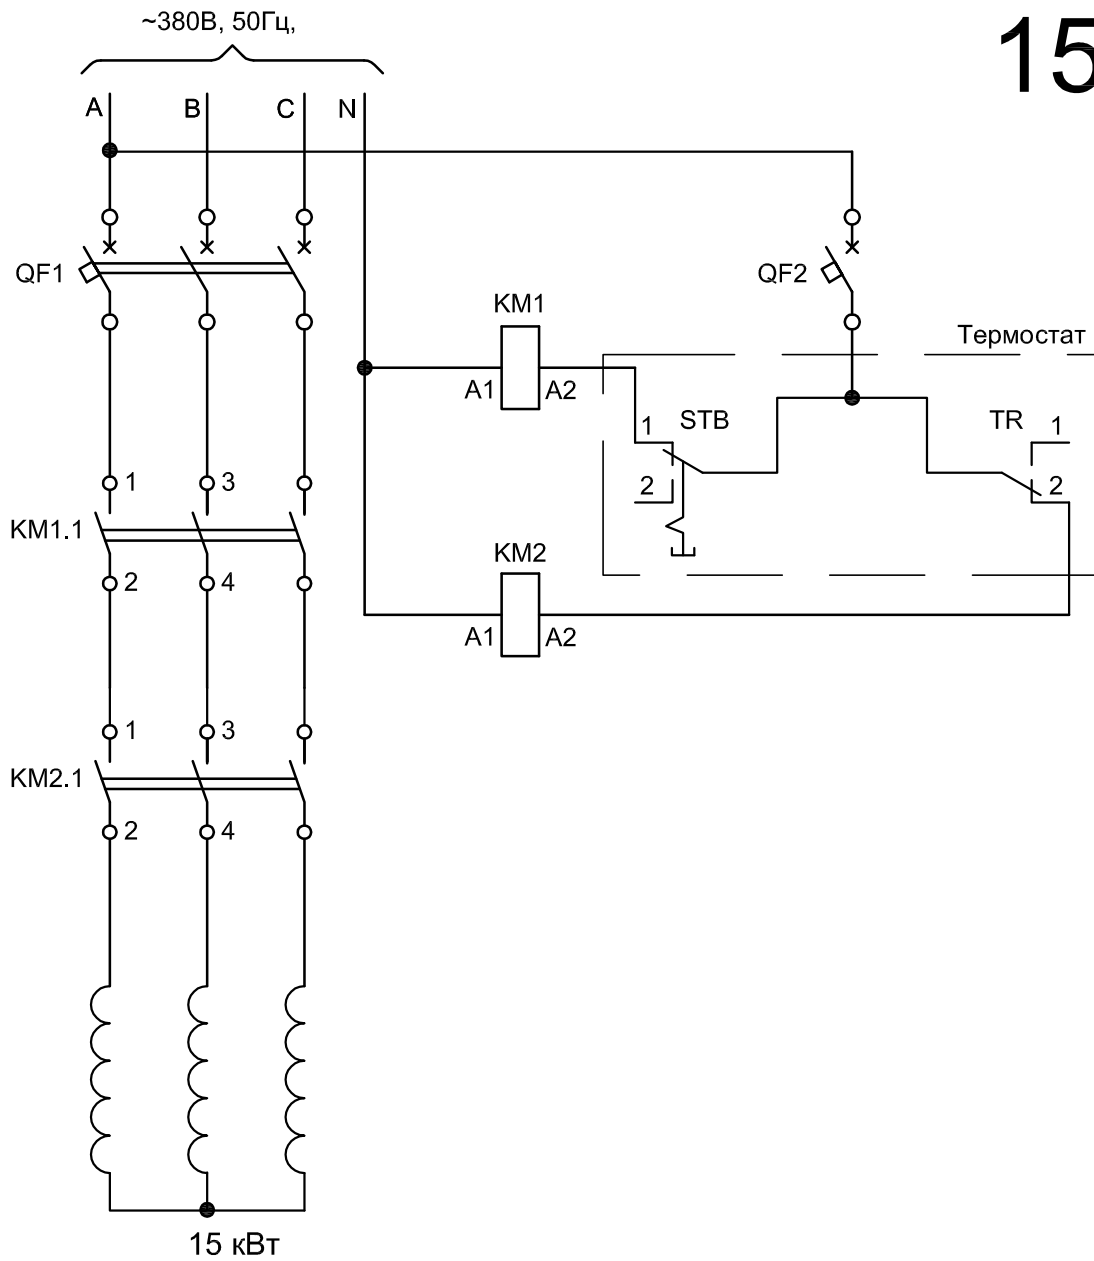 ~380В, 50Гц,
15
A B C N
QF1
QF2
KM1
Термостат
A1 A2
1 STB
TR 1
2
2
1 3
KM1.1
KM2
2 4
A1 A2
1 3
KM2.1
2 4
15 кВт